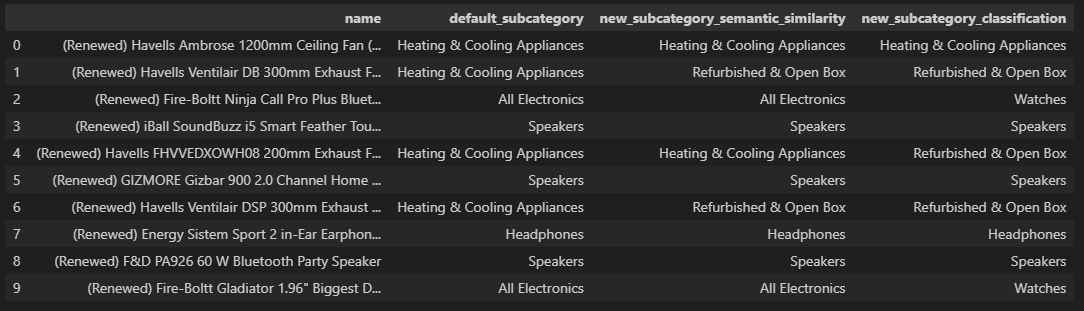 name default_subcategory new_subcategory_semantic_similarity new_subcategory_classification
0 (Renewed) Havells Ambrose 1200mm Ceiling Fan (... Heating & Cooling Appliances Heating & Cooling Appliances Heating & Cooling Appliances
1 (Renewed) Havells Ventilair DB 300mm Exhaust F... Heating & Cooling Appliances Refurbished & Open Box Refurbished & Open Box
2 (Renewed) Fire-Boltt Ninja Call Pro Plus Bluet... All Electronics All Electronics Watches
3 (Renewed) iBall SoundBuzz i5 Smart Feather Tou... Speakers Speakers Speakers
4 (Renewed) Havells FHVVEDXOWH08 200mm Exhaust F... Heating & Cooling Appliances Heating & Cooling Appliances Refurbished & Open Box
5 (Renewed) GIZMORE Gizbar 900 2.0 Channel Home ... Speakers Speakers Speakers
6 (Renewed) Havells Ventilair DSP 300mm Exhaust ... Heating & Cooling Appliances Refurbished & Open Box Refurbished & Open Box
7 (Renewed) Energy Sistem Sport 2 in-Ear Earphon... Headphones Headphones Headphones
8 (Renewed) F&D PA926 60 W Bluetooth Party Speaker Speakers Speakers Speakers
9 (Renewed) Fire-Boltt Gladiator 1.96" Biggest D... All Electronics All Electronics Watches